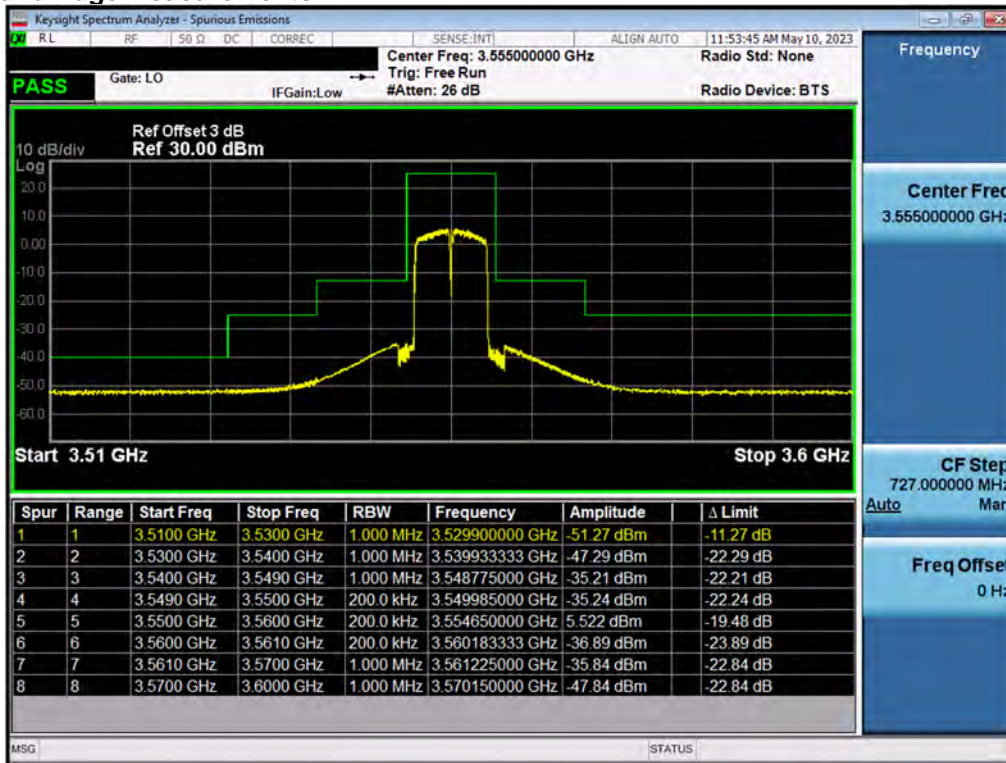 Keysight Spectrum Analyzer - Spurious Emissions
RL RF 50 Ω DC CORREC SENSE:INT ALIGN AUTO 11:53:45 AM May 10, 2023
Center Freq: 3.555000000 GHz Radio Std: None
PASS Gate: LO Trig: Free Run
IFGain:Low #Atten: 26 dB Radio Device: BTS
Ref Offset 3 dB
10 dB/div Ref 30.00 dBm
Log
20.0
10.0
0.00
-10.0
-20.0
-30.0
-40.0
-50.0
-60.0
Start 3.51 GHz Stop 3.6 GHz
Spur Range Start Freq Stop Freq RBW Frequency Amplitude Δ Limit
1 1 3.5100 GHz 3.5300 GHz 1.000 MHz 3.529900000 GHz -51.27 dBm -11.27 dB
2 2 3.5300 GHz 3.5400 GHz 1.000 MHz 3.539933333 GHz -47.29 dBm -22.29 dB
3 3 3.5400 GHz 3.5490 GHz 1.000 MHz 3.548775000 GHz -35.21 dBm -22.21 dB
4 4 3.5490 GHz 3.5500 GHz 200.0 kHz 3.549985000 GHz -35.24 dBm -22.24 dB
5 5 3.5500 GHz 3.5600 GHz 200.0 kHz 3.554650000 GHz 5.522 dBm -19.48 dB
6 6 3.5600 GHz 3.5610 GHz 200.0 kHz 3.560183333 GHz -36.89 dBm -23.89 dB
7 7 3.5610 GHz 3.5700 GHz 1.000 MHz 3.561225000 GHz -35.84 dBm -22.84 dB
8 8 3.5700 GHz 3.6000 GHz 1.000 MHz 3.570150000 GHz -47.84 dBm -22.84 dB
MSG STATUS
Frequency
Center Freq
3.555000000 GHz
CF Step
727.000000 MHz
Auto Man
Freq Offset
0 Hz